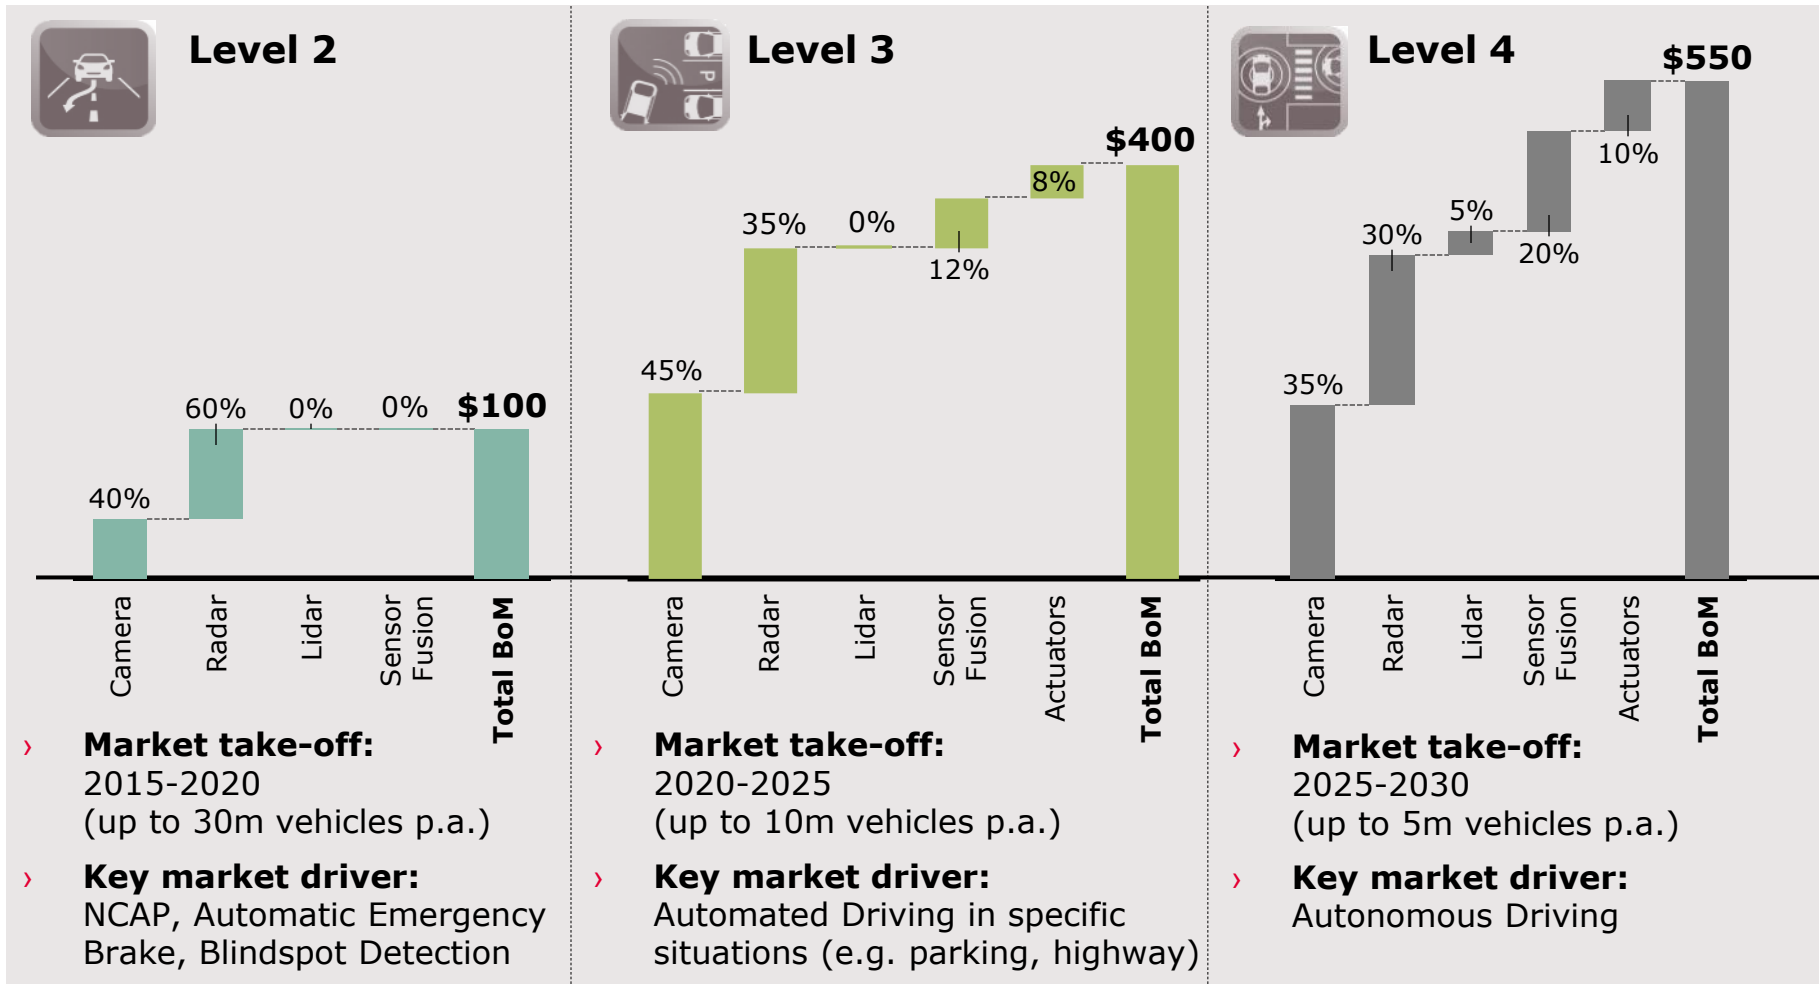 Level 2
40%
60%
0%
0%
$100
Camera
Radar
Lidar
Sensor
Fusion
Total BoM
› Market take-off:
2015-2020
(up to 30m vehicles p.a.)
› Key market driver:
NCAP, Automatic Emergency
Brake, Blindspot Detection
Level 3
P
45%
35%
0%
12%
8%
$400
Camera
Radar
Lidar
Sensor
Fusion
Actuators
Total BoM
› Market take-off:
2020-2025
(up to 10m vehicles p.a.)
› Key market driver:
Automated Driving in specific
situations (e.g. parking, highway)
Level 4
35%
30%
5%
20%
10%
$550
Camera
Radar
Lidar
Sensor
Fusion
Actuators
Total BoM
› Market take-off:
2025-2030
(up to 5m vehicles p.a.)
› Key market driver:
Autonomous Driving